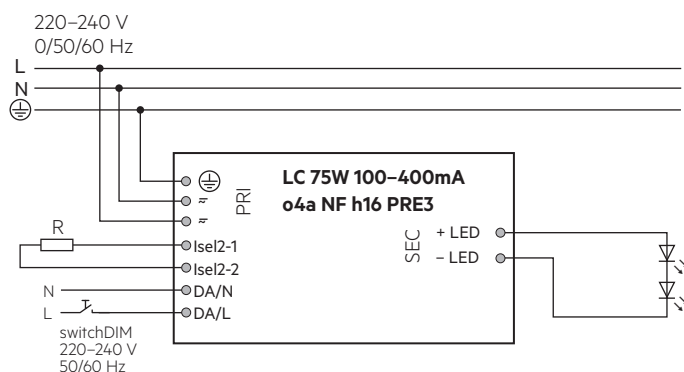 220–240 V
0/50/60 Hz
L
N
LC 75W 100–400mA
o4a NF h16 PRE3
PRI
R
Isel2-1
Isel2-2
N
DA/N
L
DA/L
switchDIM
220–240 V
50/60 Hz
SEC
+ LED
– LED